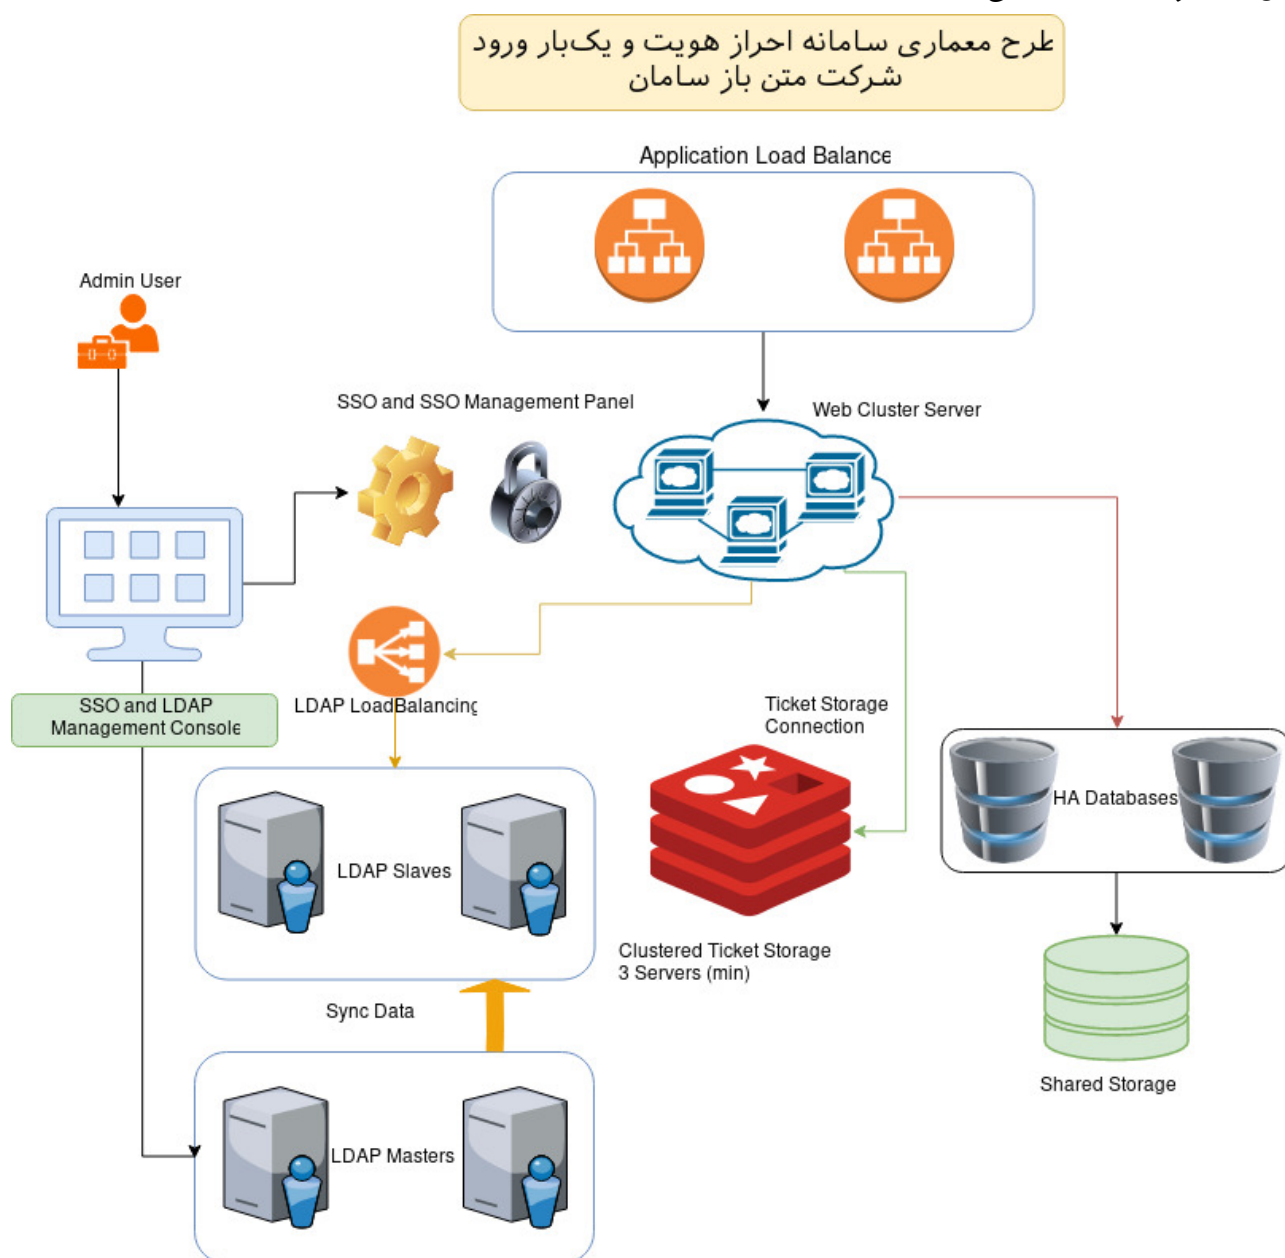 طرح معماری سامانه احراز هویت و یک‌بار ورود
شرکت متن باز سامان
Application Load Balance
Admin User
SSO and SSO Management Panel
Web Cluster Server
SSO and LDAP
Management Console
LDAP LoadBalancing
Ticket Storage
Connection
HA Databases
LDAP Slaves
Clustered Ticket Storage
3 Servers (min)
Sync Data
Shared Storage
LDAP Masters